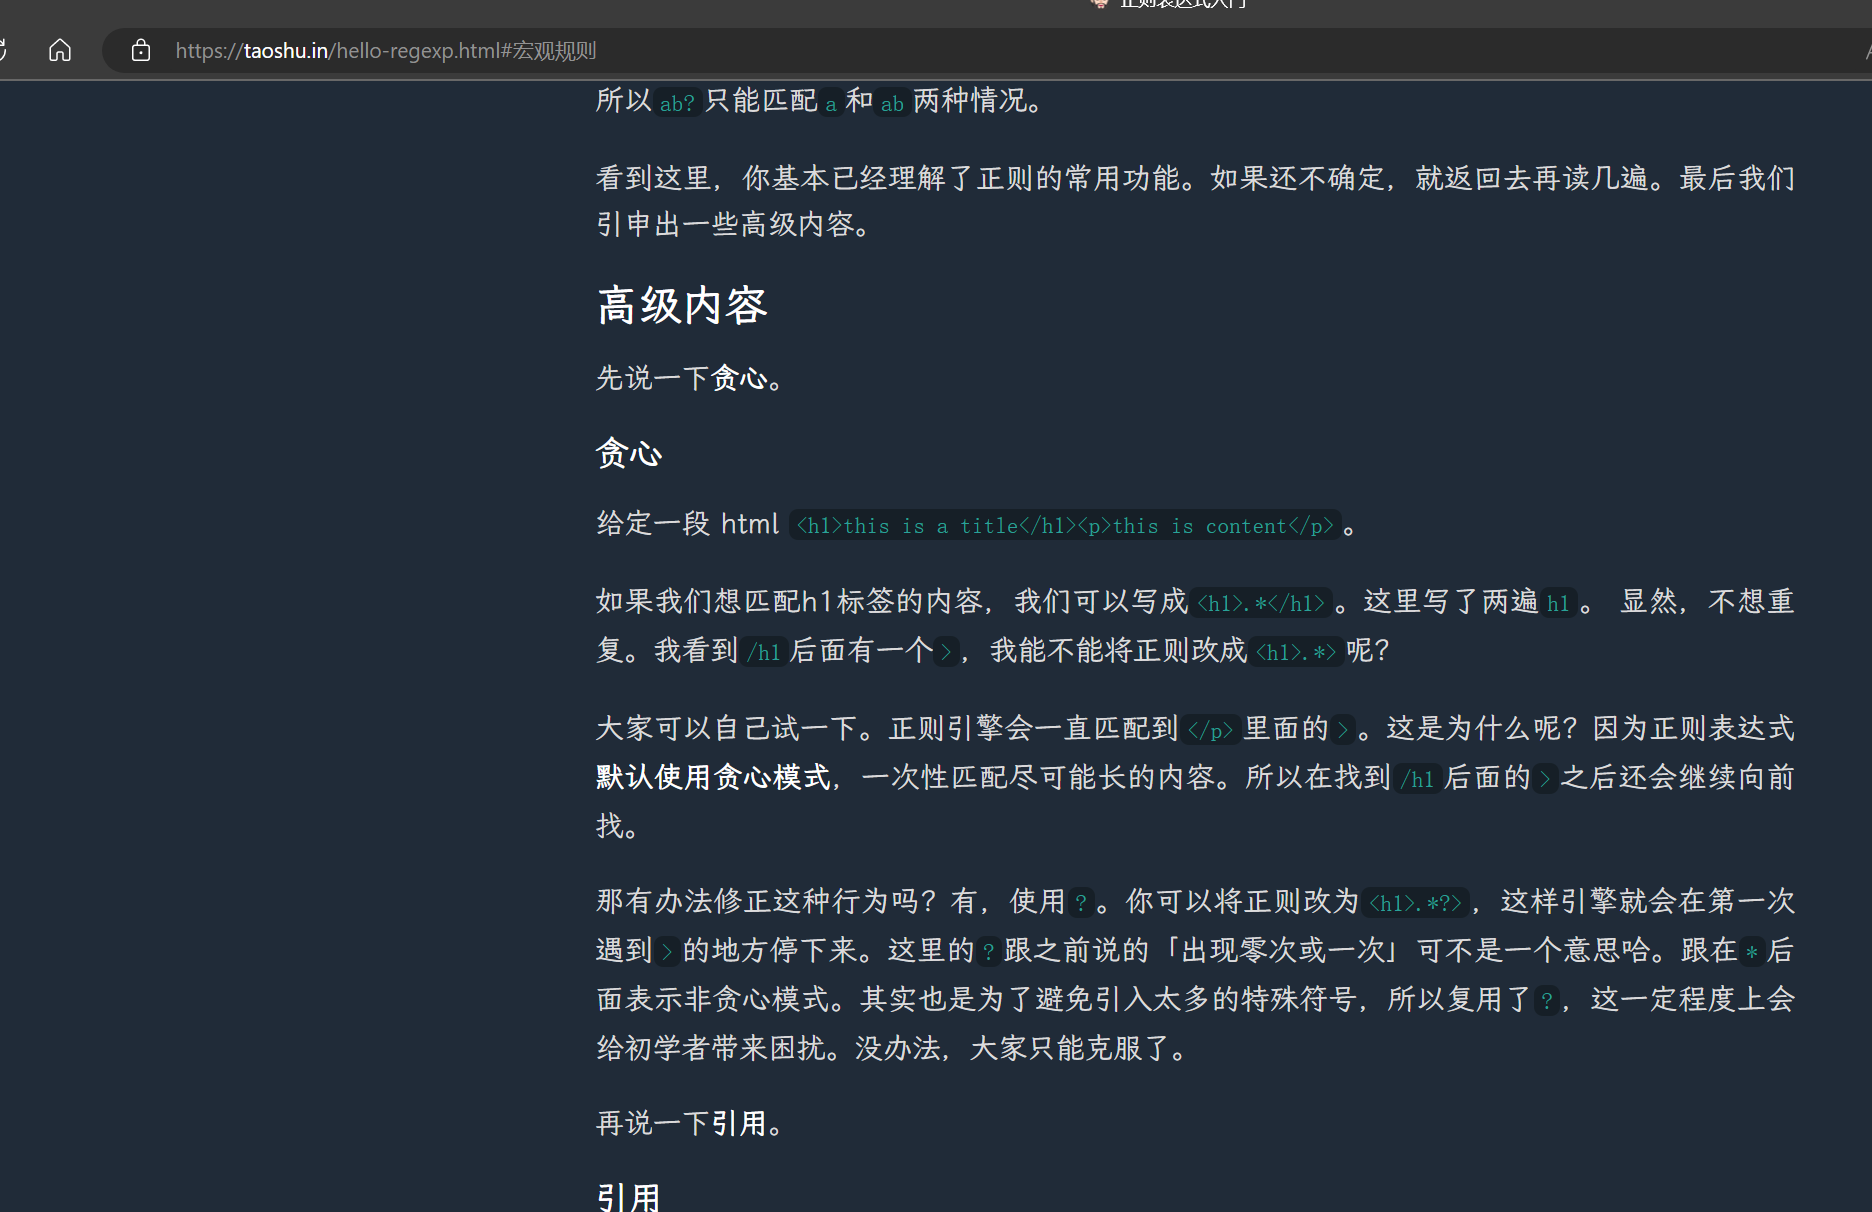 正则表达式入门
https://taoshu.in/hello-regexp.html#宏观规则
所以 ab? 只能匹配 a 和 ab 两种情况。
看到这里，你基本已经理解了正则的常用功能。如果还不确定，就返回去再读几遍。最后我们
引申出一些高级内容。
高级内容
先说一下贪心。
贪心
给定一段 html <h1>this is a title</h1><p>this is content</p> 。
如果我们想匹配h1标签的内容，我们可以写成 <h1>.*</h1> 。这里写了两遍 h1 。 显然，不想重
复。我看到 /h1 后面有一个 > ，我能不能将正则改成 <h1>.*> 呢？
大家可以自己试一下。正则引擎会一直匹配到 </p> 里面的 > 。这是为什么呢？因为正则表达式
默认使用贪心模式，一次性匹配尽可能长的内容。所以在找到 /h1 后面的 > 之后还会继续向前
找。
那有办法修正这种行为吗？有，使用 ? 。你可以将正则改为 <h1>.*?> ，这样引擎就会在第一次
遇到 > 的地方停下来。这里的 ? 跟之前说的「出现零次或一次」可不是一个意思哈。跟在 * 后
面表示非贪心模式。其实也是为了避免引入太多的特殊符号，所以复用了 ? ，这一定程度上会
给初学者带来困扰。没办法，大家只能克服了。
再说一下引用。
引用